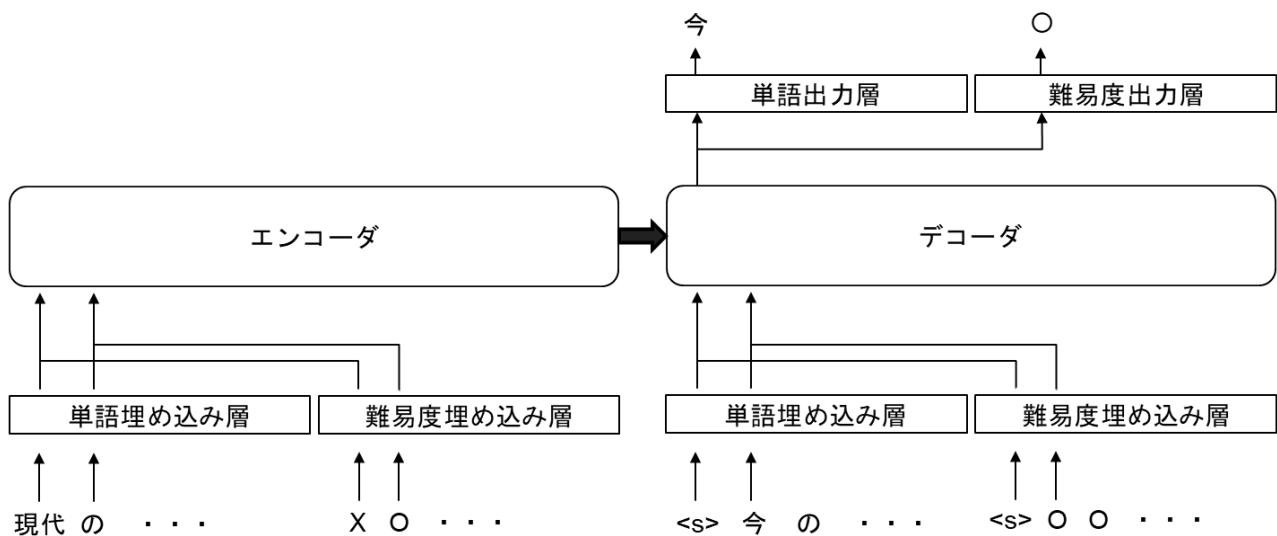 今 〇
単語出力層 難易度出力層
エンコーダ デコーダ
単語埋め込み層 難易度埋め込み層 単語埋め込み層 難易度埋め込み層
現代 の ・・・ X O ・・・ <s> 今 の ・・・ <s> O O ・・・